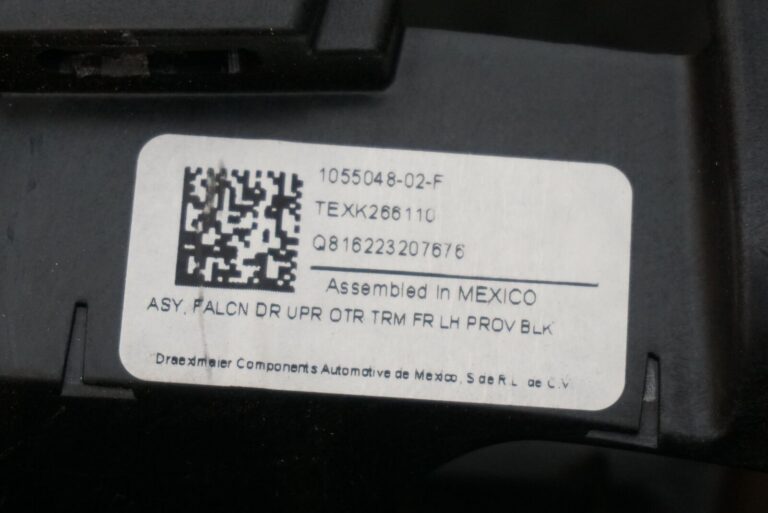 1055048-02-F
TEXK266110
Q816223207676
Assembled in MEXICO
ASY, FALCN DR UPR OTR TRM FR LH PROV BLK
Draexlmaier Components Automotive de Mexico, S de R.L. de C.V